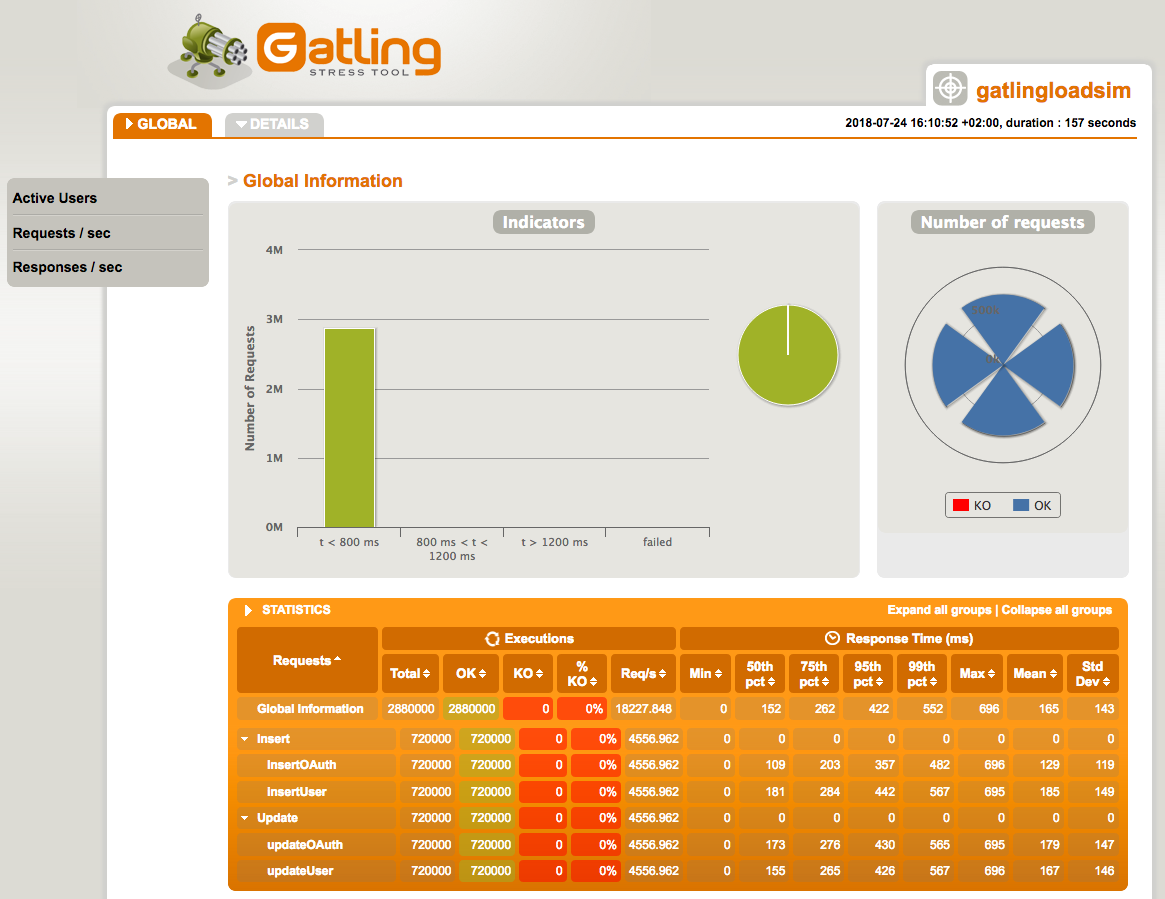 Gatling
STRESS TOOL
gatlingloadsim
GLOBAL
DETAILS
2018-07-24 16:10:52 +02:00, duration : 157 seconds
Active Users
Requests / sec
Responses / sec
> Global Information
Indicators
4M
3M
2M
1M
0M
Number of Requests
t < 800 ms
800 ms < t <
1200 ms
t > 1200 ms
failed
Number of requests
500k
0k
KO
OK
STATISTICS
Expand all groups | Collapse all groups
Requests
Executions
Response Time (ms)
Total
OK
KO
%
KO
Req/s
Min
50th
pct
75th
pct
95th
pct
99th
pct
Max
Mean
Std
Dev
Global Information 2880000 2880000 0 0% 18227.848 0 152 262 422 552 696 165 143
Insert 720000 720000 0 0% 4556.962 0 0 0 0 0 0 0 0
InsertOAuth 720000 720000 0 0% 4556.962 0 109 203 357 482 696 129 119
InsertUser 720000 720000 0 0% 4556.962 0 181 284 442 567 695 185 149
Update 720000 720000 0 0% 4556.962 0 0 0 0 0 0 0 0
updateOAuth 720000 720000 0 0% 4556.962 0 173 276 430 565 695 179 147
updateUser 720000 720000 0 0% 4556.962 0 155 265 426 567 696 167 146